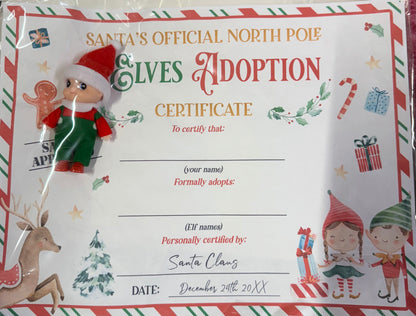 SANTA'S OFFICIAL NORTH POLE
ELVES ADOPTION
CERTIFICATE
To certify that:
(your name)
Formally adopts:
(Elf names)
Personally certified by:
Santa Claus
DATE: December 24th 20XX